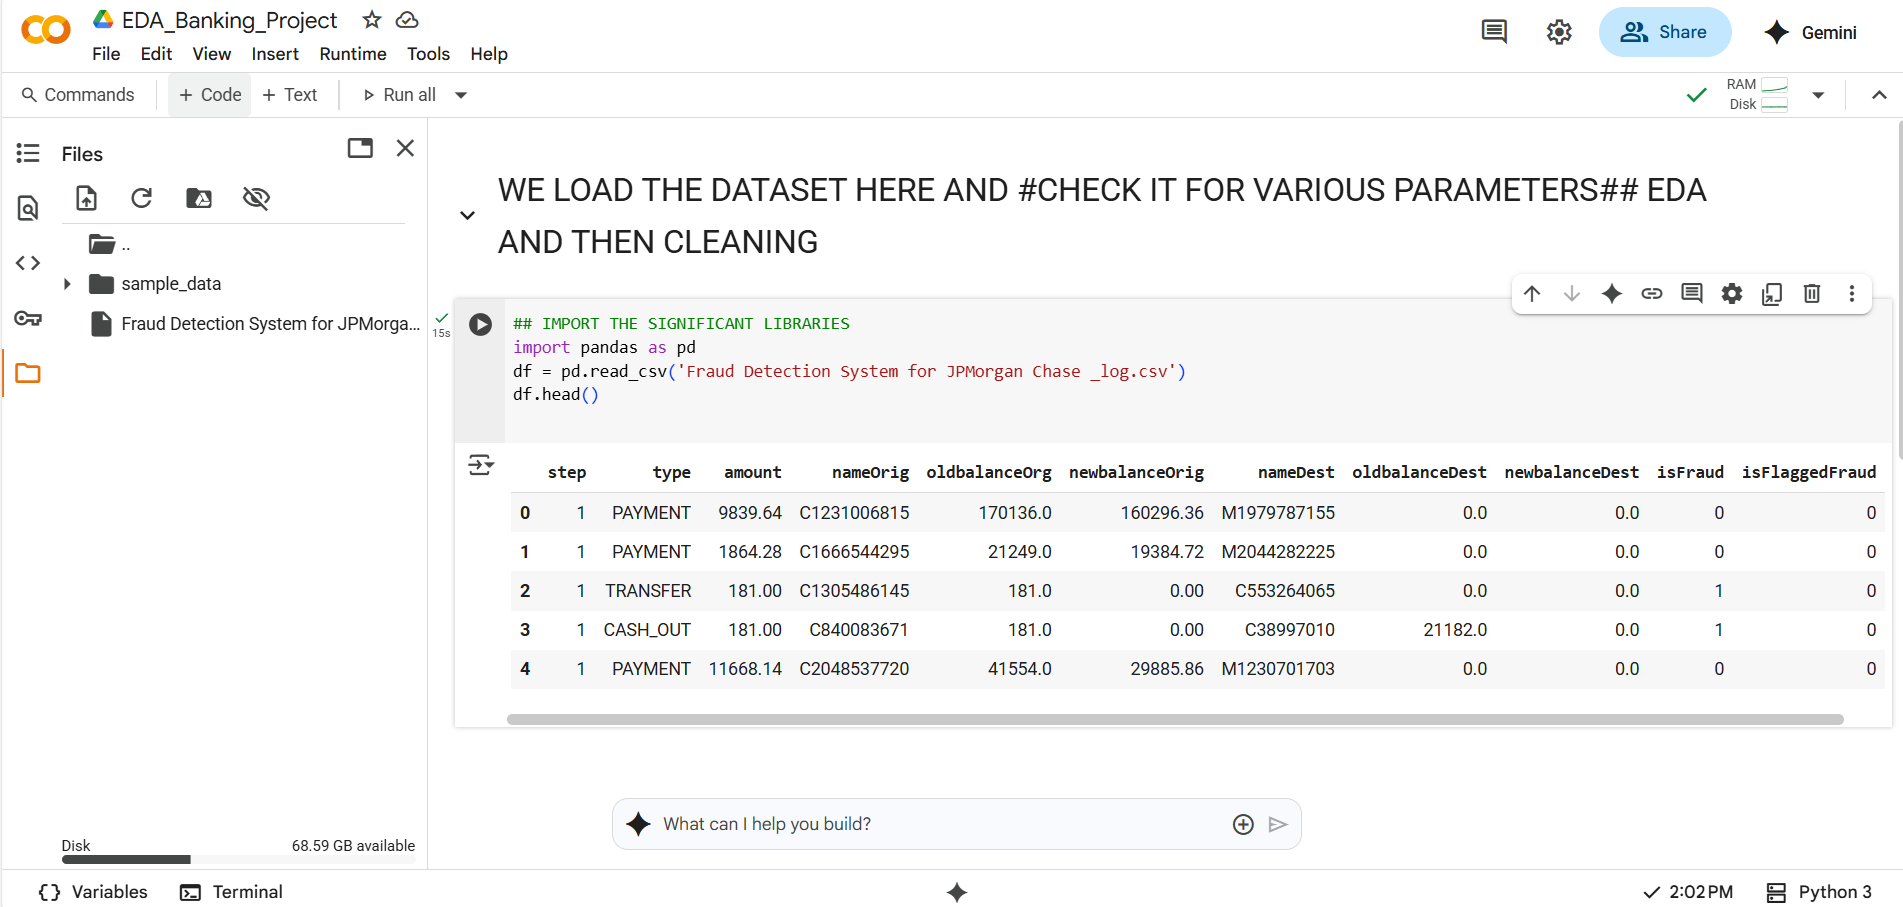 EDA_Banking_Project
File Edit View Insert Runtime Tools Help
Share
Gemini
Commands + Code + Text Run all
RAM
Disk
Files
..
sample_data
Fraud Detection System for JPMorga...
Disk 68.59 GB available
WE LOAD THE DATASET HERE AND #CHECK IT FOR VARIOUS PARAMETERS## EDA
AND THEN CLEANING
15s
## IMPORT THE SIGNIFICANT LIBRARIES
import pandas as pd
df = pd.read_csv('Fraud Detection System for JPMorgan Chase _log.csv')
df.head()
step type amount nameOrig oldbalanceOrg newbalanceOrig nameDest oldbalanceDest newbalanceDest isFraud isFlaggedFraud
0 1 PAYMENT 9839.64 C1231006815 170136.0 160296.36 M1979787155 0.0 0.0 0 0
1 1 PAYMENT 1864.28 C1666544295 21249.0 19384.72 M2044282225 0.0 0.0 0 0
2 1 TRANSFER 181.00 C1305486145 181.0 0.00 C553264065 0.0 0.0 1 0
3 1 CASH_OUT 181.00 C840083671 181.0 0.00 C38997010 21182.0 0.0 1 0
4 1 PAYMENT 11668.14 C2048537720 41554.0 29885.86 M1230701703 0.0 0.0 0 0
What can I help you build?
{} Variables Terminal
2:02 PM Python 3